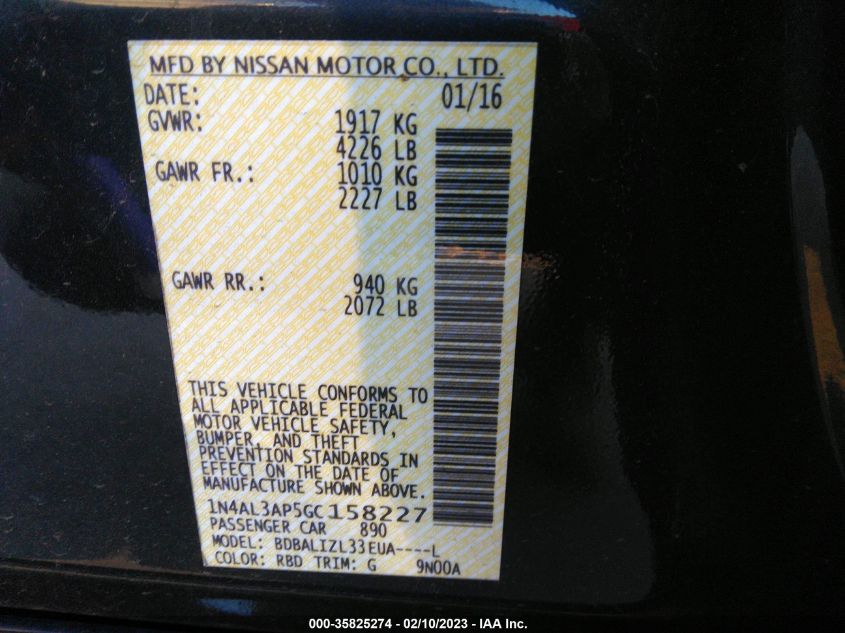 MFD BY NISSAN MOTOR CO., LTD.
DATE: 01/16
GVWR: 1917 KG
4226 LB
GAWR FR.: 1010 KG
2227 LB
GAWR RR.: 940 KG
2072 LB
THIS VEHICLE CONFORMS TO
ALL APPLICABLE FEDERAL
MOTOR VEHICLE SAFETY,
BUMPER, AND THEFT
PREVENTION STANDARDS IN
EFFECT ON THE DATE OF
MANUFACTURE SHOWN ABOVE.
1N4AL3AP5GC158227
PASSENGER CAR 890
MODEL: BDBALIZL33EUA----L
COLOR: RBD TRIM: G 9N00A
000-35825274 - 02/10/2023 - IAA Inc.